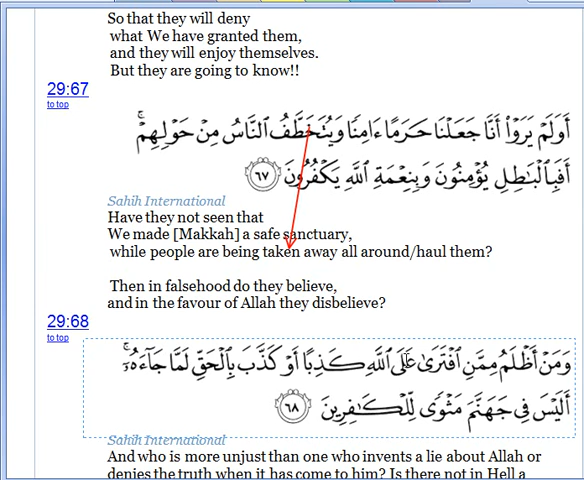 So that they will deny
what We have granted them,
and they will enjoy themselves.
But they are going to know!!
29:67
to top
أَوَلَمْ يَرَوْا۟ أَنَّا جَعَلْنَا حَرَمًا ءَامِنًا وَيُتَخَطَّفُ ٱلنَّاسُ مِنْ حَوْلِهِمْ ۚ
أَفَبِٱلْبَـٰطِلِ يُؤْمِنُونَ وَبِنِعْمَةِ ٱللَّهِ يَكْفُرُونَ ٦٧
Sahih International
Have they not seen that
We made [Makkah] a safe sanctuary,
while people are being taken away all around/haul them?
Then in falsehood do they believe,
and in the favour of Allah they disbelieve?
29:68
to top
وَمَنْ أَظْلَمُ مِمَّنِ ٱفْتَرَىٰ عَلَى ٱللَّهِ كَذِبًا أَوْ كَذَّبَ بِٱلْحَقِّ لَمَّا جَآءَهُۥٓ ۚ
أَلَيْسَ فِى جَهَنَّمَ مَثْوًى لِّلْكَـٰفِرِينَ ٦٨
Sahih International
And who is more unjust than one who invents a lie about Allah or
denies the truth when it has come to him? Is there not in Hell a